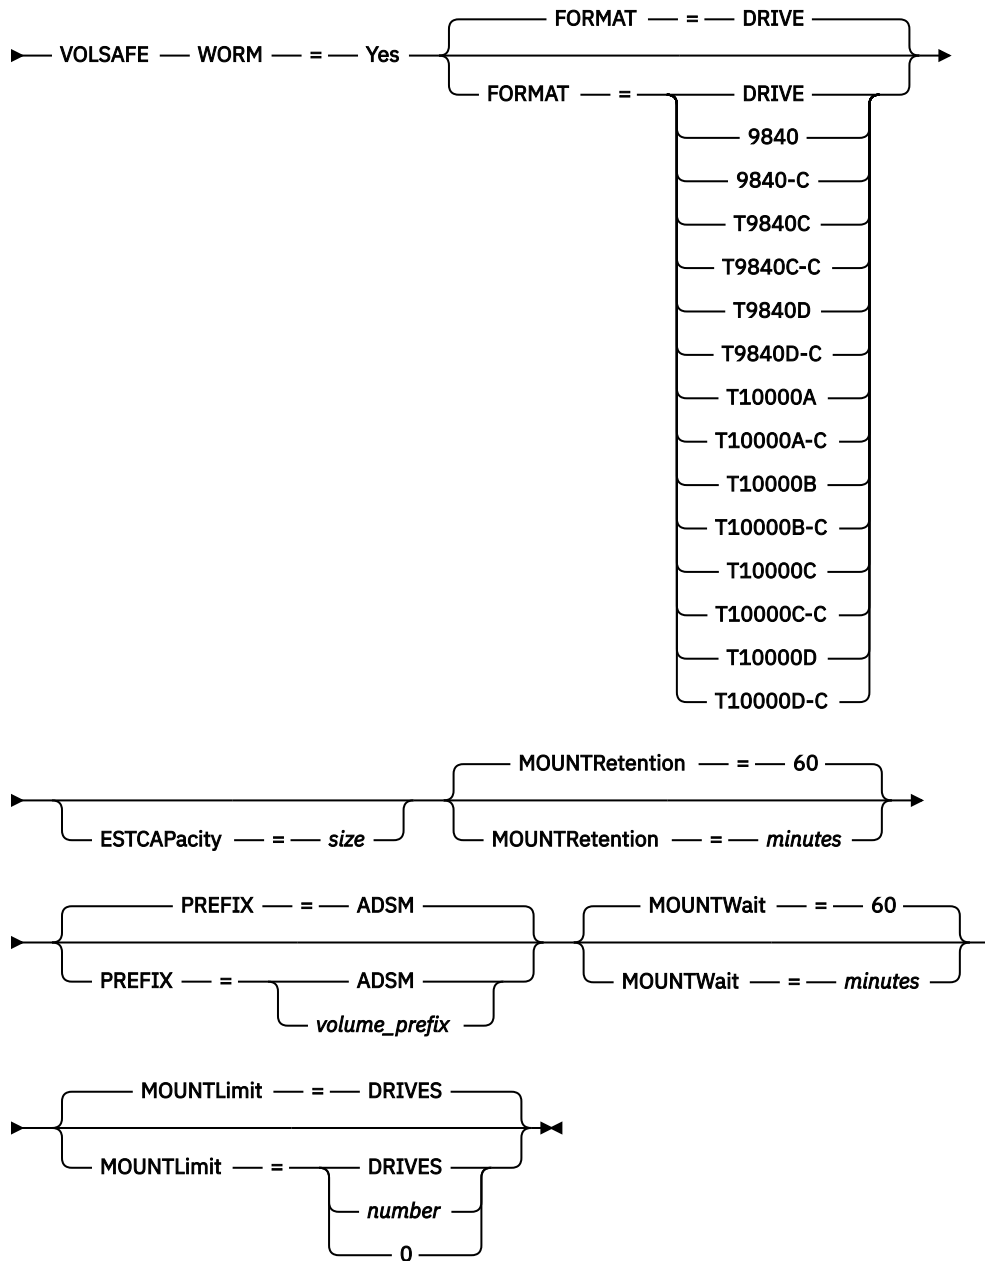 FORMAT = DRIVE
VOLSAFE WORM = Yes
FORMAT = DRIVE
9840
9840-C
T9840C
T9840C-C
T9840D
T9840D-C
T10000A
T10000A-C
T10000B
T10000B-C
T10000C
T10000C-C
T10000D
T10000D-C
MOUNTRetention = 60
ESTCAPacity = size MOUNTRetention = minutes
PREFIX = ADSM MOUNTWait = 60
PREFIX = ADSM MOUNTWait = minutes
volume_prefix
MOUNTLimit = DRIVES
MOUNTLimit = DRIVES
number
0